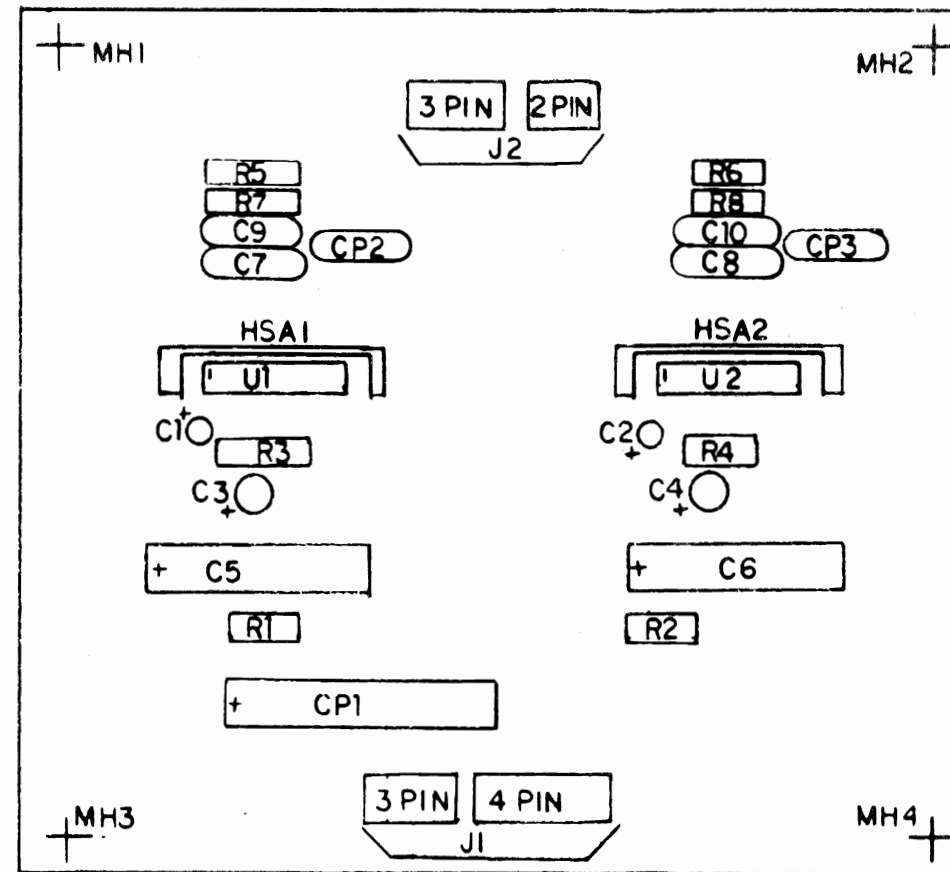 MH1
MH2
3 PIN 2 PIN
J2
R5
R6
R7
R8
C9
C10
CP2
CP3
C7
C8
HSA1
HSA2
U1
U2
+
C1
C2
+
R3
R4
C3
+
C4
+
+ C5
+ C6
R1
R2
+ CP1
3 PIN 4 PIN
J1
MH3
MH4